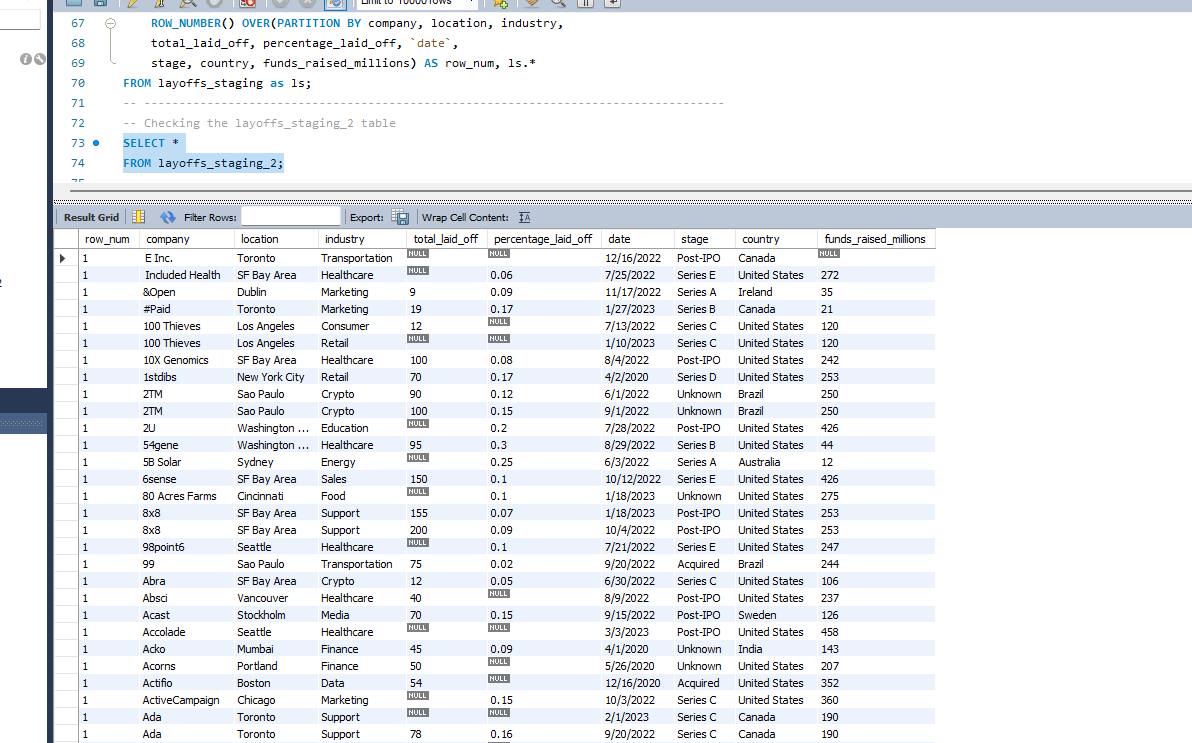 Limit to 100001rows
67 ROW_NUMBER() OVER(PARTITION BY company, location, industry,
68 total_laid_off, percentage_laid_off, `date`,
69 stage, country, funds_raised_millions) AS row_num, ls.*
70 FROM layoffs_staging as ls;
71 -- --------------------------------------------------------------------------------
72 -- Checking the layoffs_staging_2 table
73 SELECT *
74 FROM layoffs_staging_2;
Result Grid Filter Rows: Export: Wrap Cell Content: IA
row_num company location industry total_laid_off percentage_laid_off date stage country funds_raised_millions
1 E Inc. Toronto Transportation NULL NULL 12/16/2022 Post-IPO Canada NULL
1 Included Health SF Bay Area Healthcare NULL 0.06 7/25/2022 Series E United States 272
1 &Open Dublin Marketing 9 0.09 11/17/2022 Series A Ireland 35
1 #Paid Toronto Marketing 19 0.17 1/27/2023 Series B Canada 21
1 100 Thieves Los Angeles Consumer 12 NULL 7/13/2022 Series C United States 120
1 100 Thieves Los Angeles Retail NULL NULL 1/10/2023 Series C United States 120
1 10X Genomics SF Bay Area Healthcare 100 0.08 8/4/2022 Post-IPO United States 242
1 1stdibs New York City Retail 70 0.17 4/2/2020 Series D United States 253
1 2TM Sao Paulo Crypto 90 0.12 6/1/2022 Unknown Brazil 250
1 2TM Sao Paulo Crypto 100 0.15 9/1/2022 Unknown Brazil 250
1 2U Washington ... Education NULL 0.2 7/28/2022 Post-IPO United States 426
1 54gene Washington ... Healthcare 95 0.3 8/29/2022 Series B United States 44
1 5B Solar Sydney Energy NULL 0.25 6/3/2022 Series A Australia 12
1 6sense SF Bay Area Sales 150 0.1 10/12/2022 Series E United States 426
1 80 Acres Farms Cincinnati Food NULL 0.1 1/18/2023 Unknown United States 275
1 8x8 SF Bay Area Support 155 0.07 1/18/2023 Post-IPO United States 253
1 8x8 SF Bay Area Support 200 0.09 10/4/2022 Post-IPO United States 253
1 98point6 Seattle Healthcare NULL 0.1 7/21/2022 Series E United States 247
1 99 Sao Paulo Transportation 75 0.02 9/20/2022 Acquired Brazil 244
1 Abra SF Bay Area Crypto 12 0.05 6/30/2022 Series C United States 106
1 Absci Vancouver Healthcare 40 NULL 8/9/2022 Post-IPO United States 237
1 Acast Stockholm Media 70 0.15 9/15/2022 Post-IPO Sweden 126
1 Accolade Seattle Healthcare NULL NULL 3/3/2023 Post-IPO United States 458
1 Acko Mumbai Finance 45 0.09 4/1/2020 Unknown India 143
1 Acorns Portland Finance 50 NULL 5/26/2020 Unknown United States 207
1 Actifio Boston Data 54 NULL 12/16/2020 Acquired United States 352
1 ActiveCampaign Chicago Marketing NULL 0.15 10/3/2022 Series C United States 360
1 Ada Toronto Support NULL NULL 2/1/2023 Series C Canada 190
1 Ada Toronto Support 78 0.16 9/20/2022 Series C Canada 190